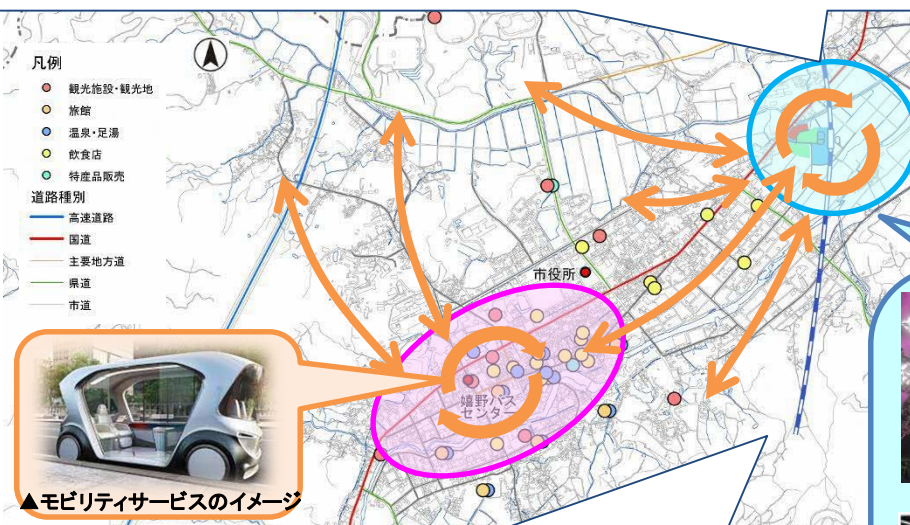 凡例
観光施設・観光地
旅館
温泉・足湯
飲食店
特産品販売
道路種別
高速道路
国道
主要地方道
県道
市道
市役所
嬉野バス
センター
▲モビリティサービスのイメージ